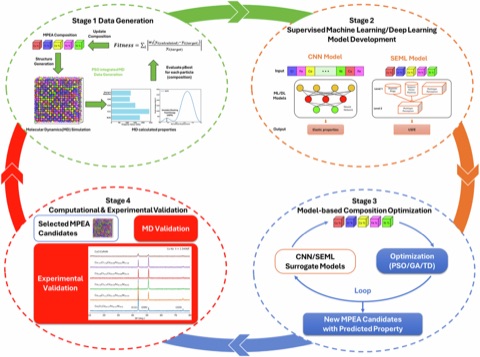 Stage 1 Data Generation
MPEA Composition
Update
Composition
Structure
Generation
PSO integrated MD
Data Generation
Evaluate pBest
for each particle
(composition)
Molecular Dynamics(MD) Simulation
MD calculated properties
Stage 2
Supervised Machine Learning/Deep Learning
Model Development
CNN Model
SEML Model
Input
ML/DL
Models
Output
Elastic properties
USFE
Stage 4
Computational & Experimental Validation
Selected MPEA
Candidates
MD Validation
Experimental
Validation
Stage 3
Model-based Composition Optimization
CNN/SEML
Surrogate Models
Optimization
(PSO/GA/TD)
Loop
New MPEA Candidates
with Predicted Property